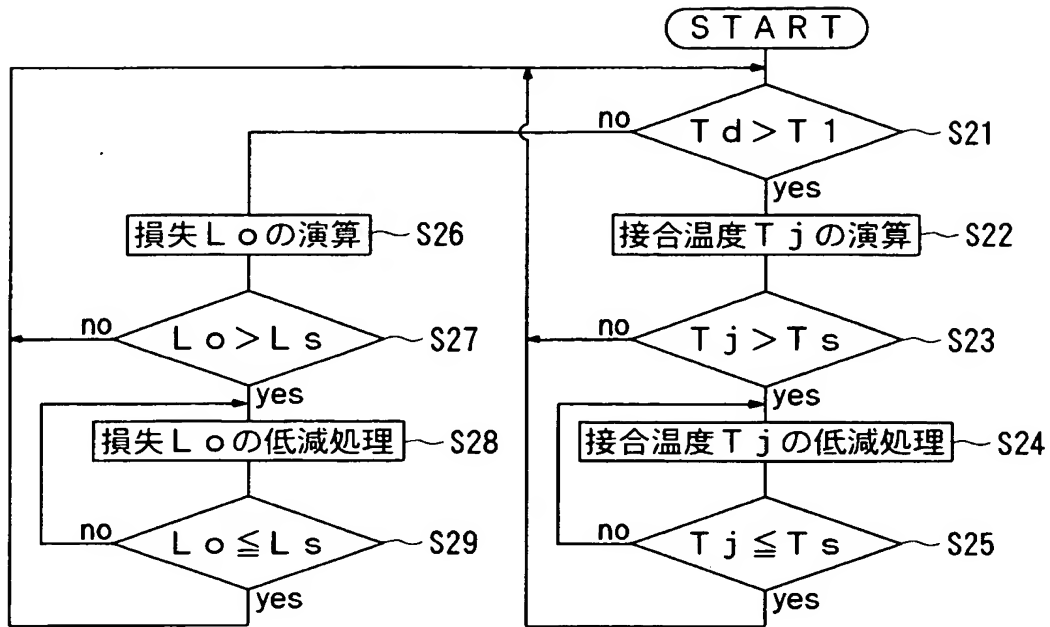 START
no
Td>T1
S21
yes
損失Loの演算
S26
接合温度Tjの演算
S22
no
Lo>Ls
S27
no
Tj>Ts
S23
yes
yes
損失Loの低減処理
S28
接合温度Tjの低減処理
S24
no
Lo≦Ls
S29
no
Tj≦Ts
S25
yes
yes